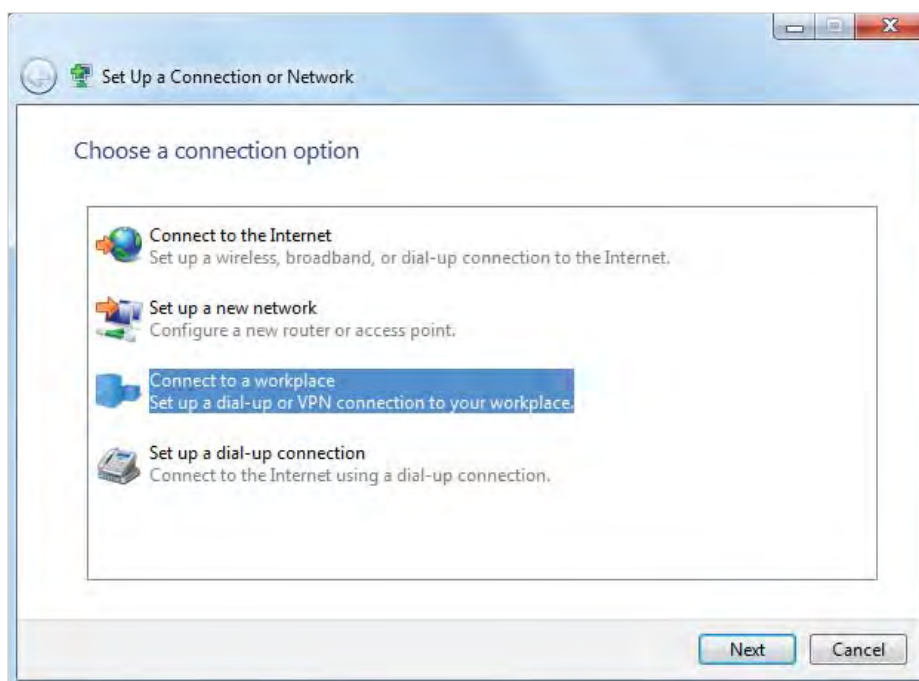 Set Up a Connection or Network
Choose a connection option
Connect to the Internet
Set up a wireless, broadband, or dial-up connection to the Internet.
Set up a new network
Configure a new router or access point.
Connect to a workplace
Set up a dial-up or VPN connection to your workplace.
Set up a dial-up connection
Connect to the Internet using a dial-up connection.
Next Cancel